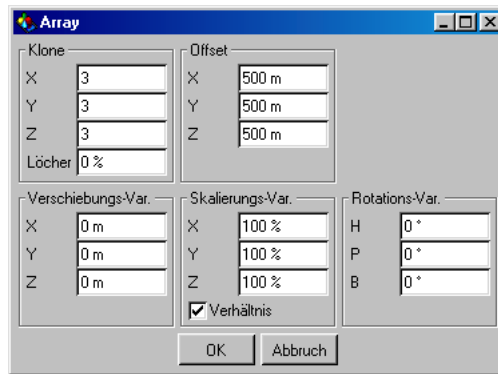 Array
Klone
X 3
Y 3
Z 3
Löcher 0 %
Offset
X 500 m
Y 500 m
Z 500 m
Verschiebungs-Var.
X 0 m
Y 0 m
Z 0 m
Skalierungs-Var.
X 100 %
Y 100 %
Z 100 %
Verhältnis
Rotations-Var.
H 0 °
P 0 °
B 0 °
OK Abbruch